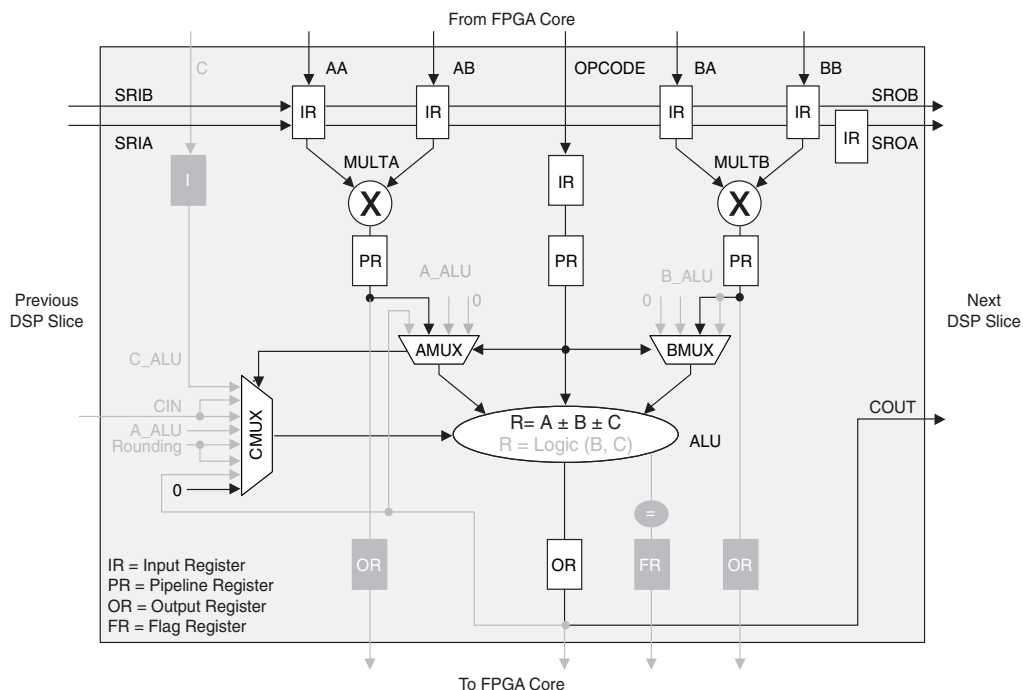 From FPGA Core
C
AA
AB
OPCODE
BA
BB
SRIB
SROB
IR
IR
IR
IR
IR
SRIA
SROA
MULTA
MULTB
I
IR
X
X
PR
PR
PR
A_ALU
B_ALU
0
0
Previous
DSP Slice
Next
DSP Slice
AMUX
BMUX
C_ALU
CIN
A_ALU
Rounding
0
CMUX
R= A ± B ± C
R = Logic (B, C)
ALU
COUT
=
OR
OR
FR
OR
IR = Input Register
PR = Pipeline Register
OR = Output Register
FR = Flag Register
To FPGA Core